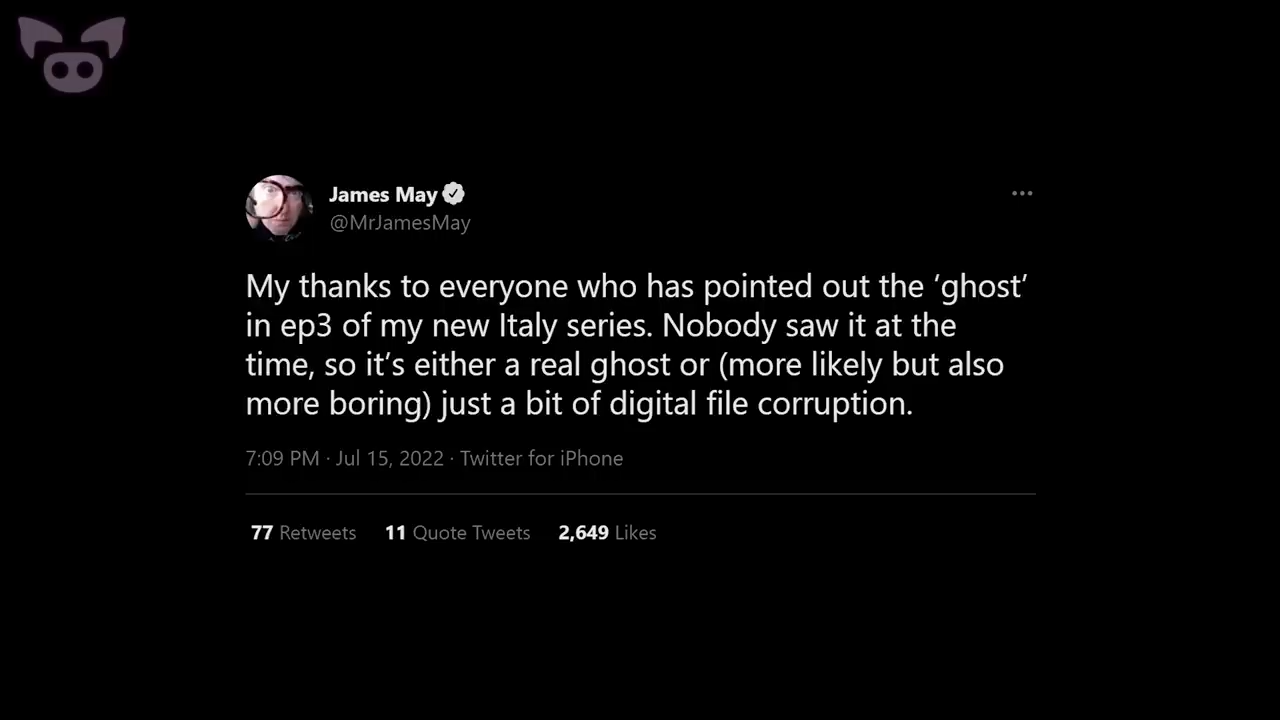 James May
@MrJamesMay
My thanks to everyone who has pointed out the ‘ghost’
in ep3 of my new Italy series. Nobody saw it at the
time, so it’s either a real ghost or (more likely but also
more boring) just a bit of digital file corruption.
7:09 PM · Jul 15, 2022 · Twitter for iPhone
77 Retweets 11 Quote Tweets 2,649 Likes